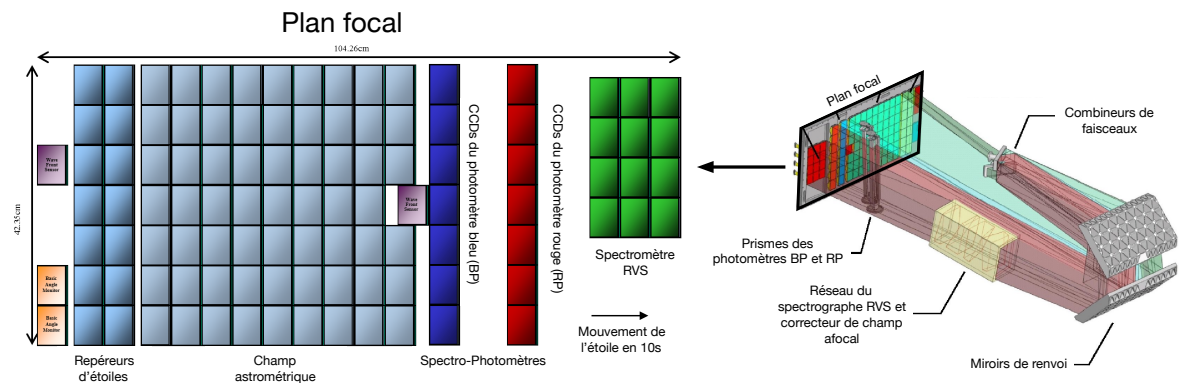 Plan focal
104.26cm
42.35cm
Wave
Front
Sensor
Basic
Angle
Monitor
Basic
Angle
Monitor
Wave
Front
Sensor
CCDs du photomètre bleu (BP)
CCDs du photomètre rouge (RP)
Spectromètre
RVS
Mouvement de
l'étoile en 10s
Repéreurs
d'étoiles
Champ
astrométrique
Spectro-Photomètres
Plan focal
Combineurs de
faisceaux
Prismes des
photomètres BP et RP
Réseau du
spectrographe RVS et
correcteur de champ
afocal
Miroirs de renvoi